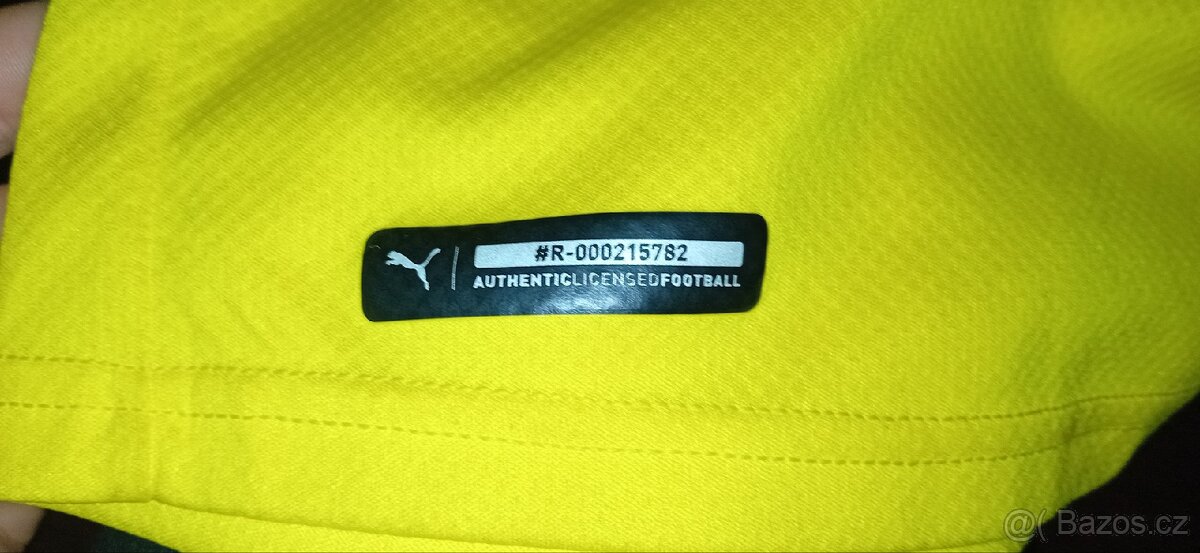 #R-000215782
AUTHENTICLICENSEDFOOTBALL
@( Bazos.cz